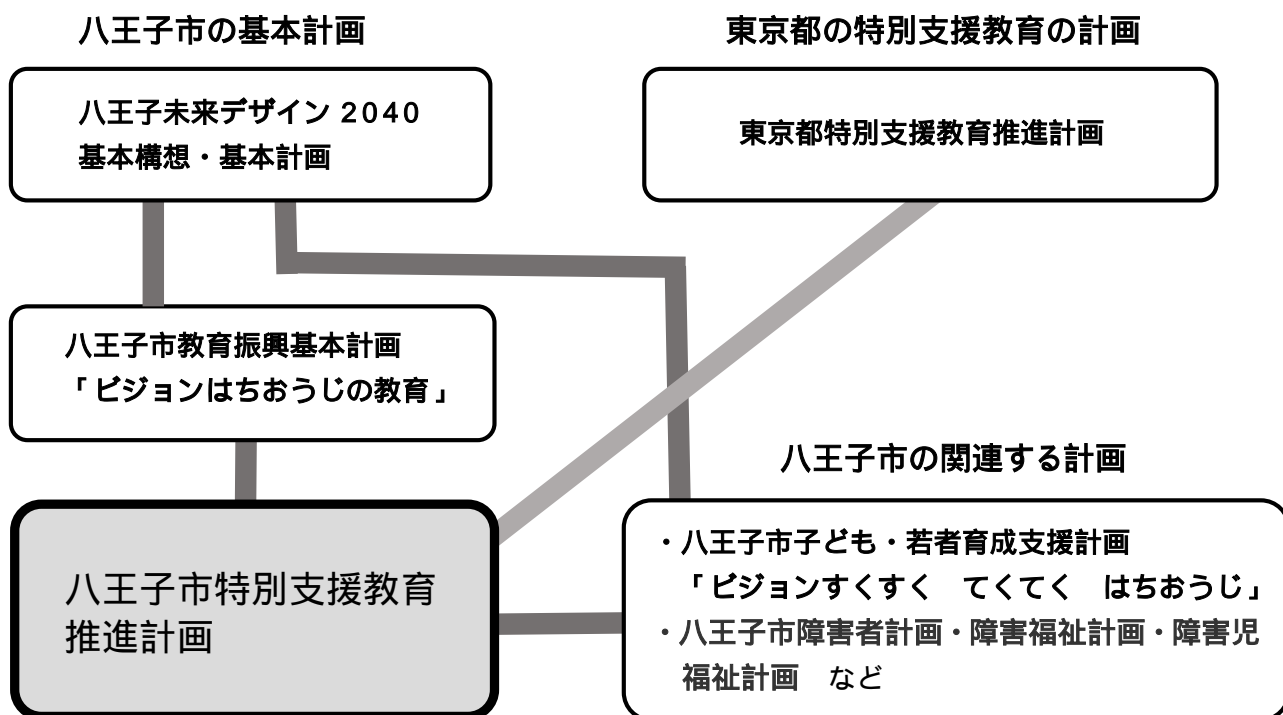 八王子市の基本計画
八王子未来デザイン 2040
基本構想・基本計画
東京都の特別支援教育の計画
東京都特別支援教育推進計画
八王子市教育振興基本計画
「ビジョンはちおうじの教育」
八王子市特別支援教育
推進計画
八王子市の関連する計画
・八王子市子ども・若者育成支援計画
「ビジョンすくすく　てくてく　はちおうじ」
・八王子市障害者計画・障害福祉計画・障害児
福祉計画　など